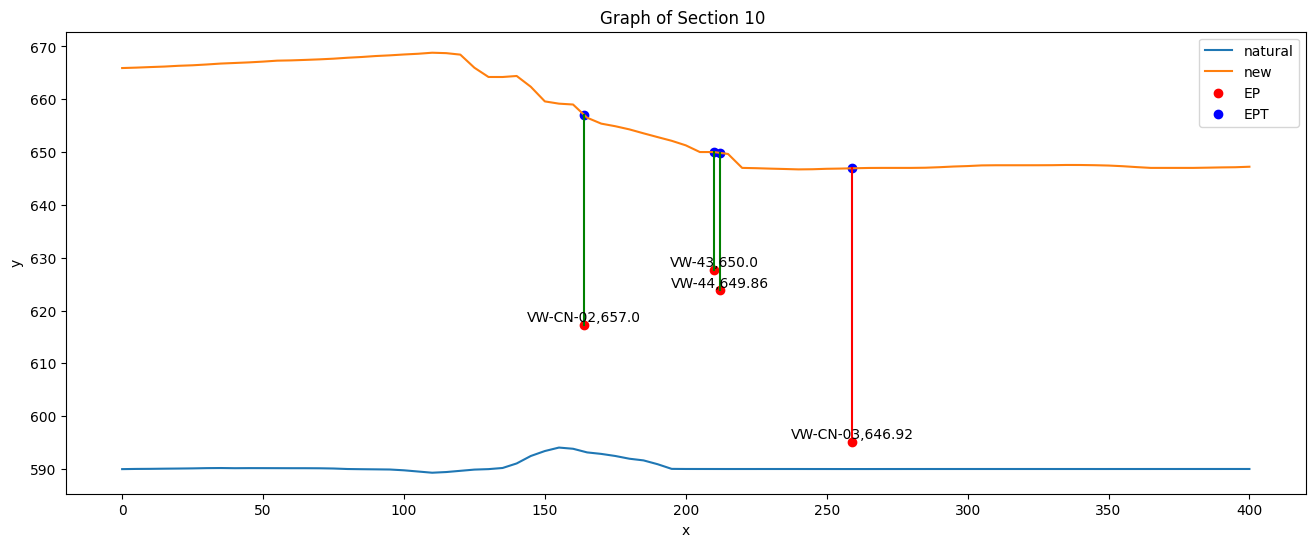 Graph of Section 10
natural
new
EP
EPT
670
660
650
640
630
620
610
600
590
y
VW-43,650.0
VW-44,649.86
VW-CN-02,657.0
VW-CN-03,646.92
0
50
100
150
200
250
300
350
400
x